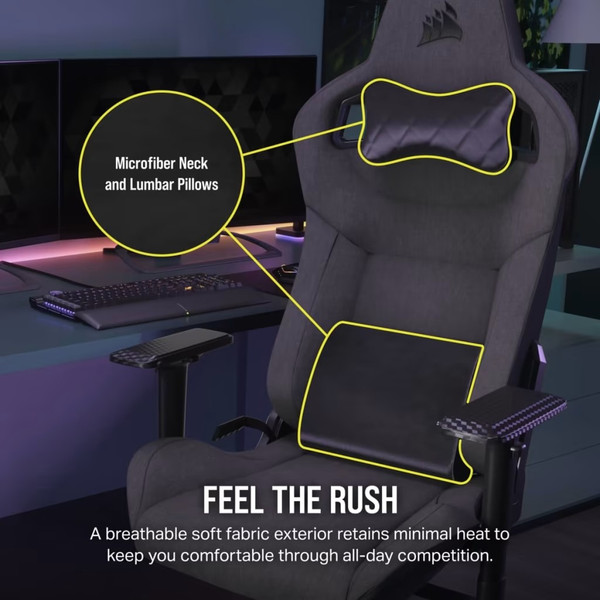 Microfiber Neck
and Lumbar Pillows
FEEL THE RUSH
A breathable soft fabric exterior retains minimal heat to
keep you comfortable through all-day competition.